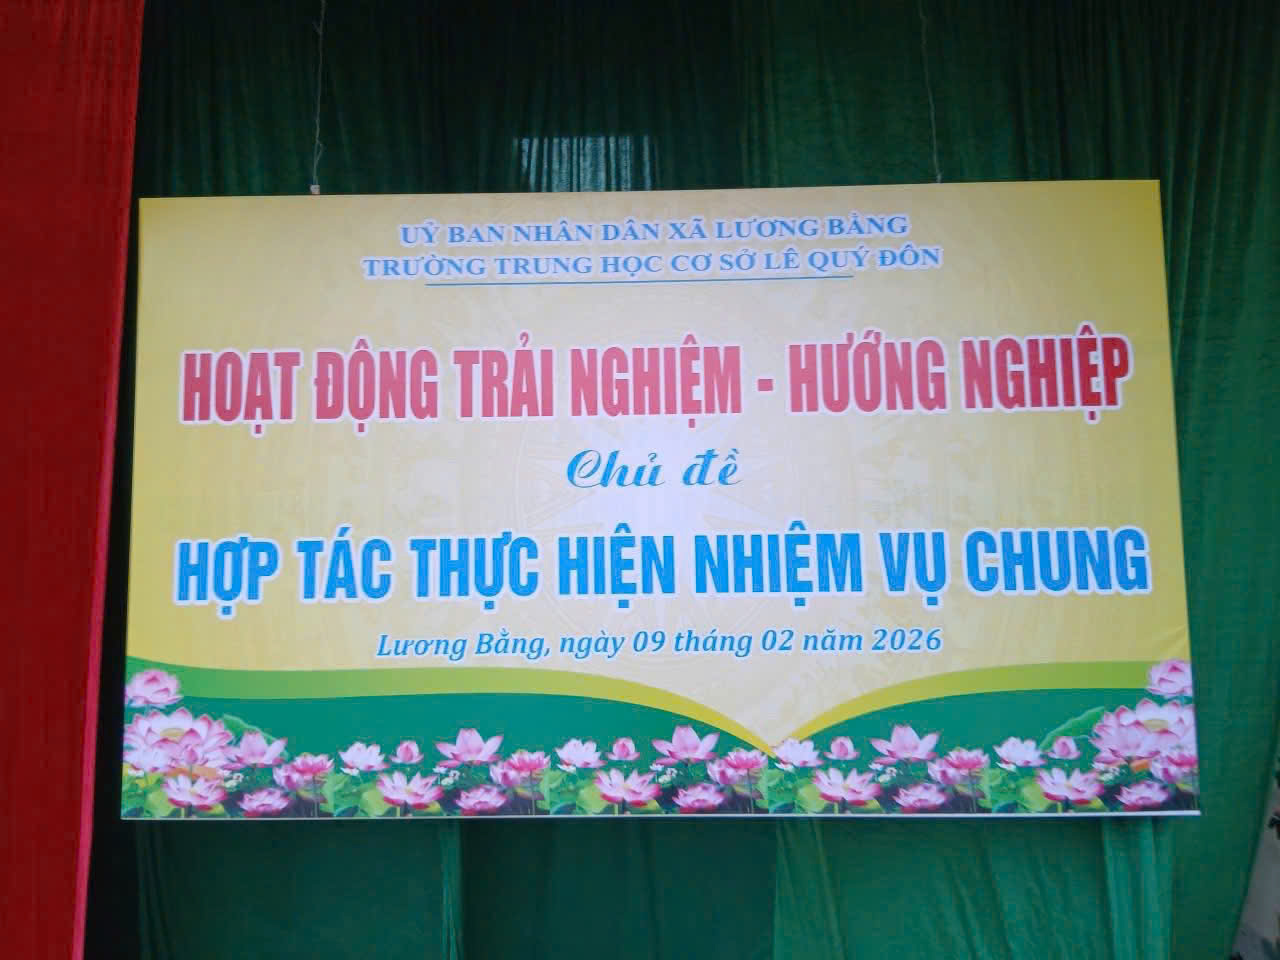 UỶ BAN NHÂN DÂN XÃ LƯƠNG BẰNG
TRƯỜNG TRUNG HỌC CƠ SỞ LÊ QUÝ ĐÔN
HOẠT ĐỘNG TRẢI NGHIỆM - HƯỚNG NGHIỆP
Chủ đề
HỢP TÁC THỰC HIỆN NHIỆM VỤ CHUNG
Lương Bằng, ngày 09 tháng 02 năm 2026